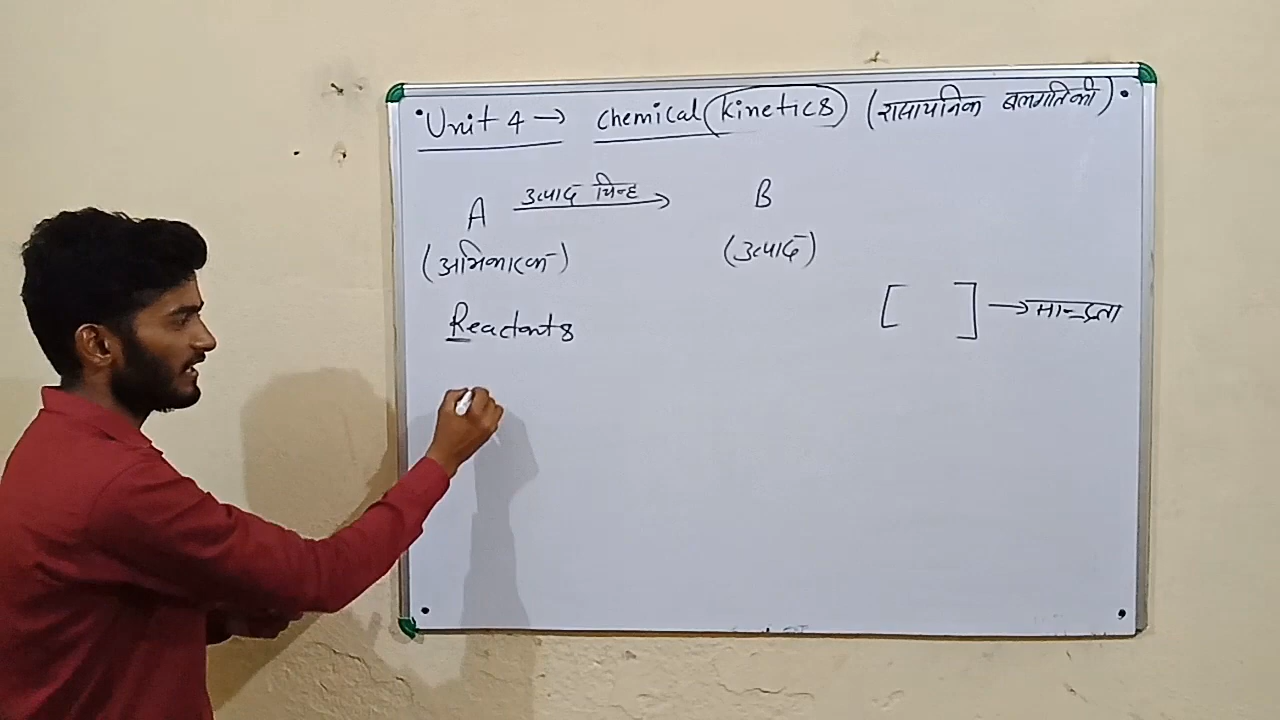 Unit 4 → Chemical kinetics (रासायनिक बलगतिकी)
A उत्पाद चिन्ह → B
(अभिकारक) (उत्पाद)
[ ] → सान्द्रता
Reactants